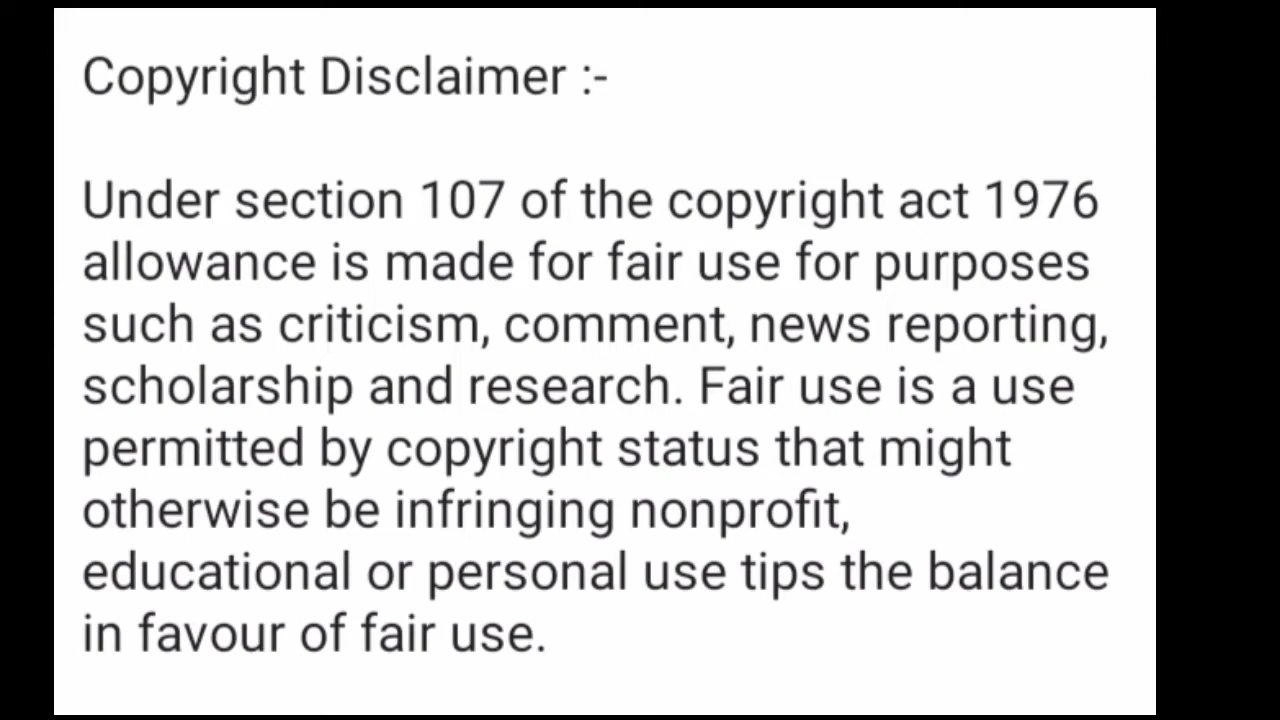 Copyright Disclaimer :-
Under section 107 of the copyright act 1976
allowance is made for fair use for purposes
such as criticism, comment, news reporting,
scholarship and research. Fair use is a use
permitted by copyright status that might
otherwise be infringing nonprofit,
educational or personal use tips the balance
in favour of fair use.